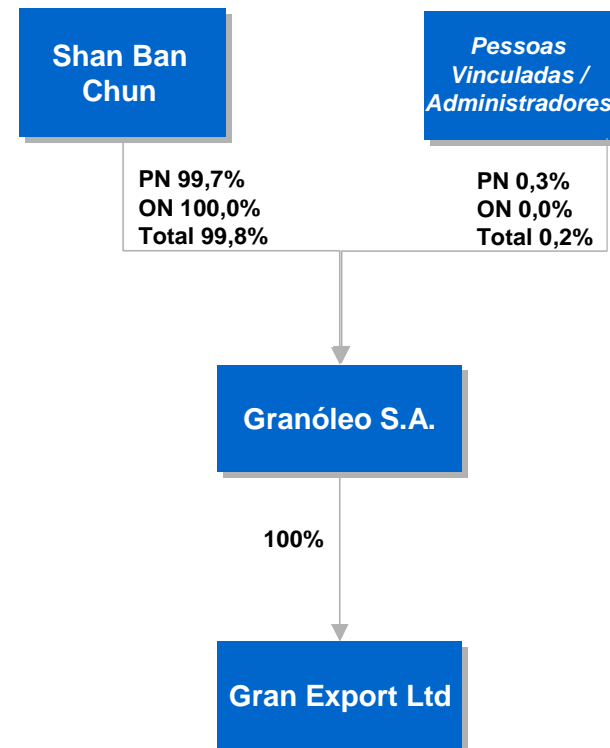 Shan Ban
Chun
Pessoas
Vinculadas /
Administradores
PN 99,7%
ON 100,0%
Total 99,8%
PN 0,3%
ON 0,0%
Total 0,2%
Granóleo S.A.
100%
Gran Export Ltd